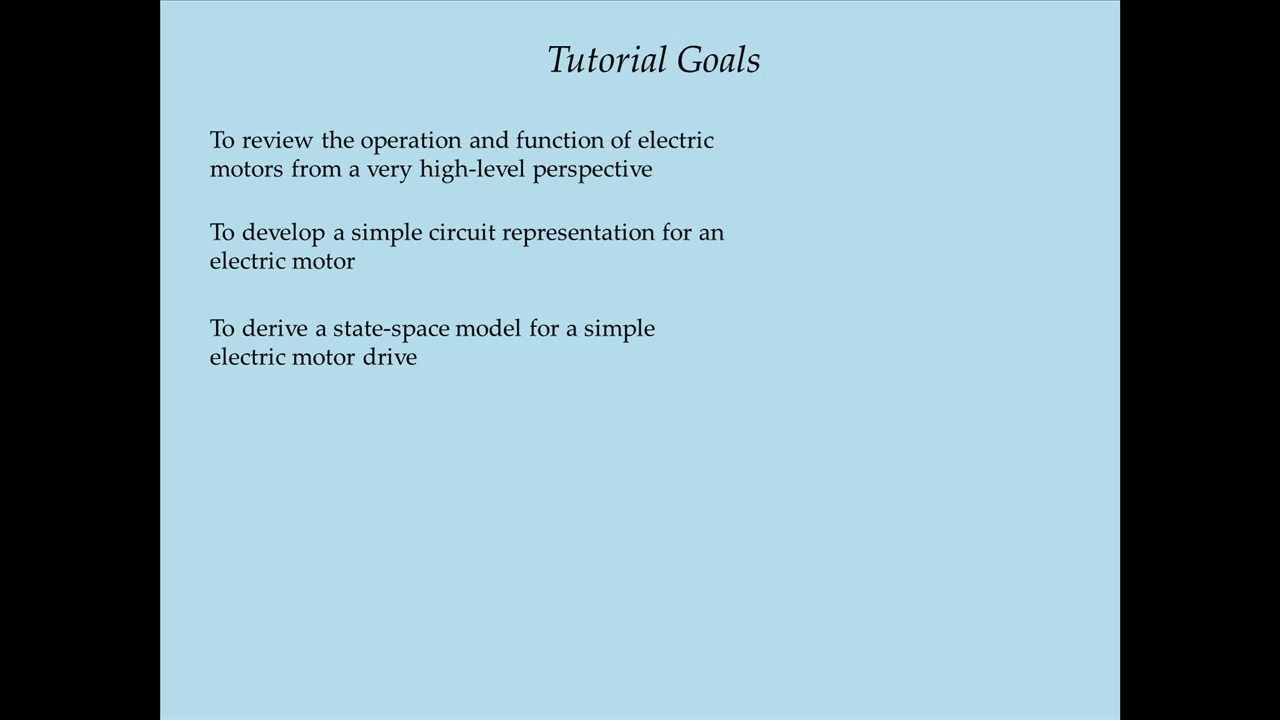 Tutorial Goals
To review the operation and function of electric
motors from a very high-level perspective
To develop a simple circuit representation for an
electric motor
To derive a state-space model for a simple
electric motor drive